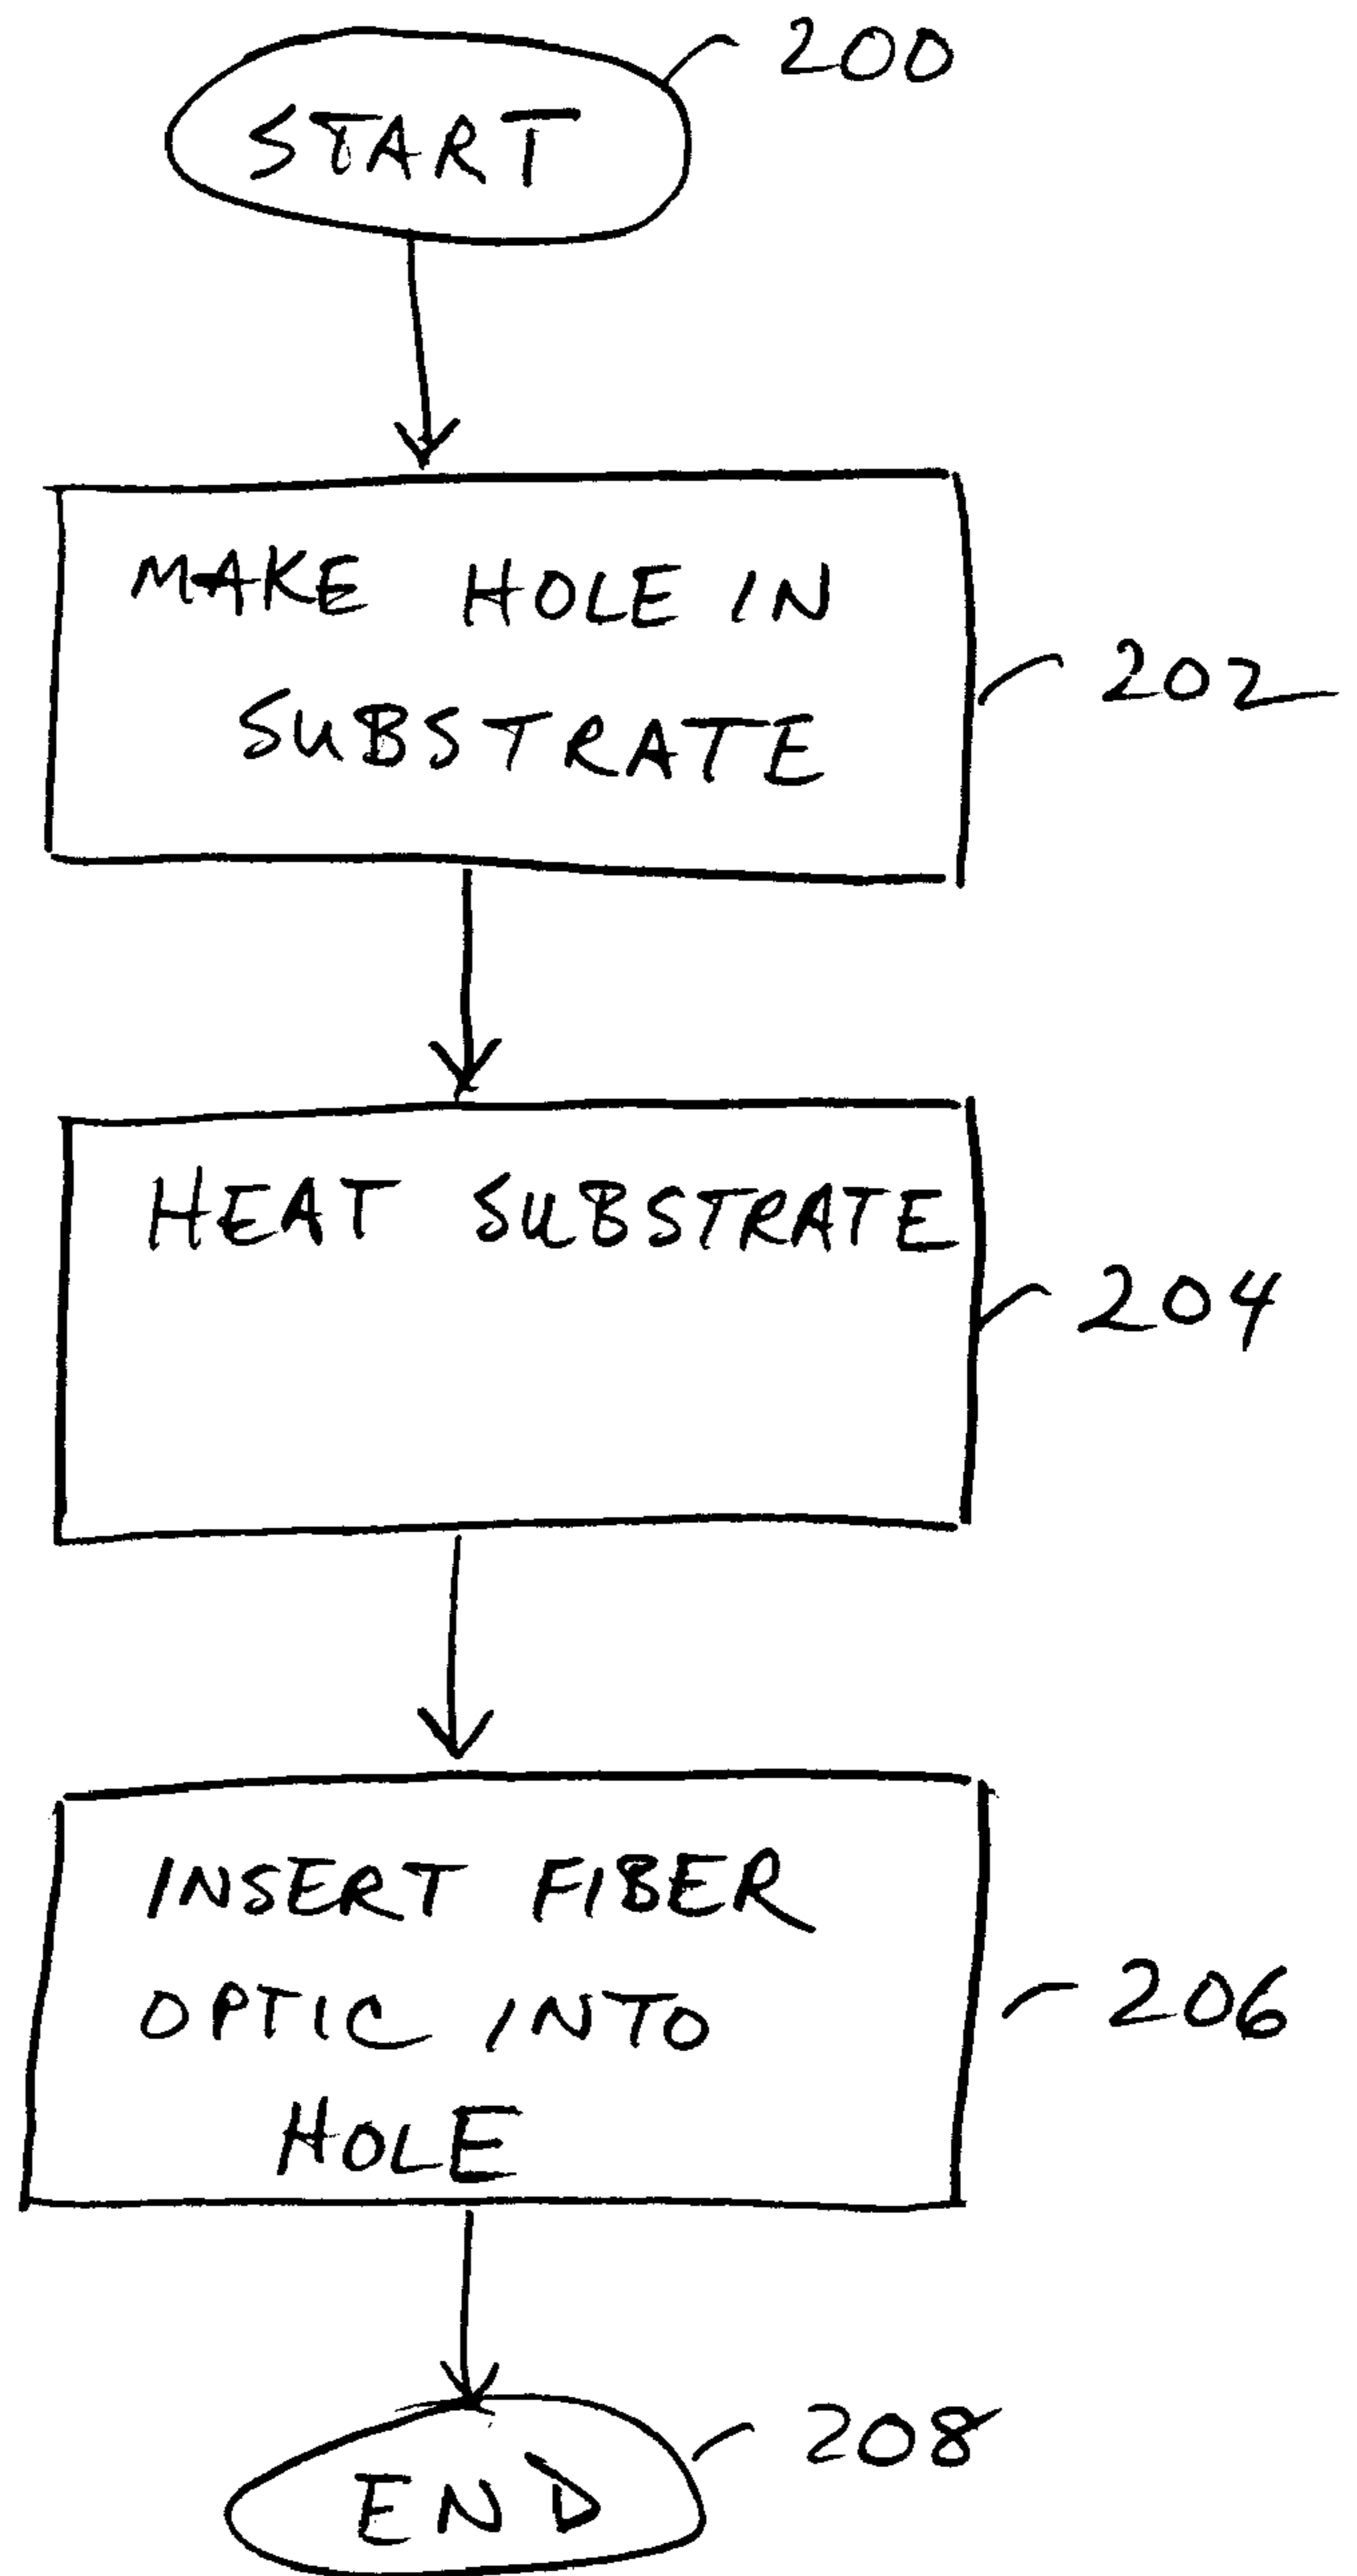 START
200
MAKE HOLE IN
SUBSTRATE
202
HEAT SUBSTRATE
204
INSERT FIBER
OPTIC INTO
HOLE
206
END
208